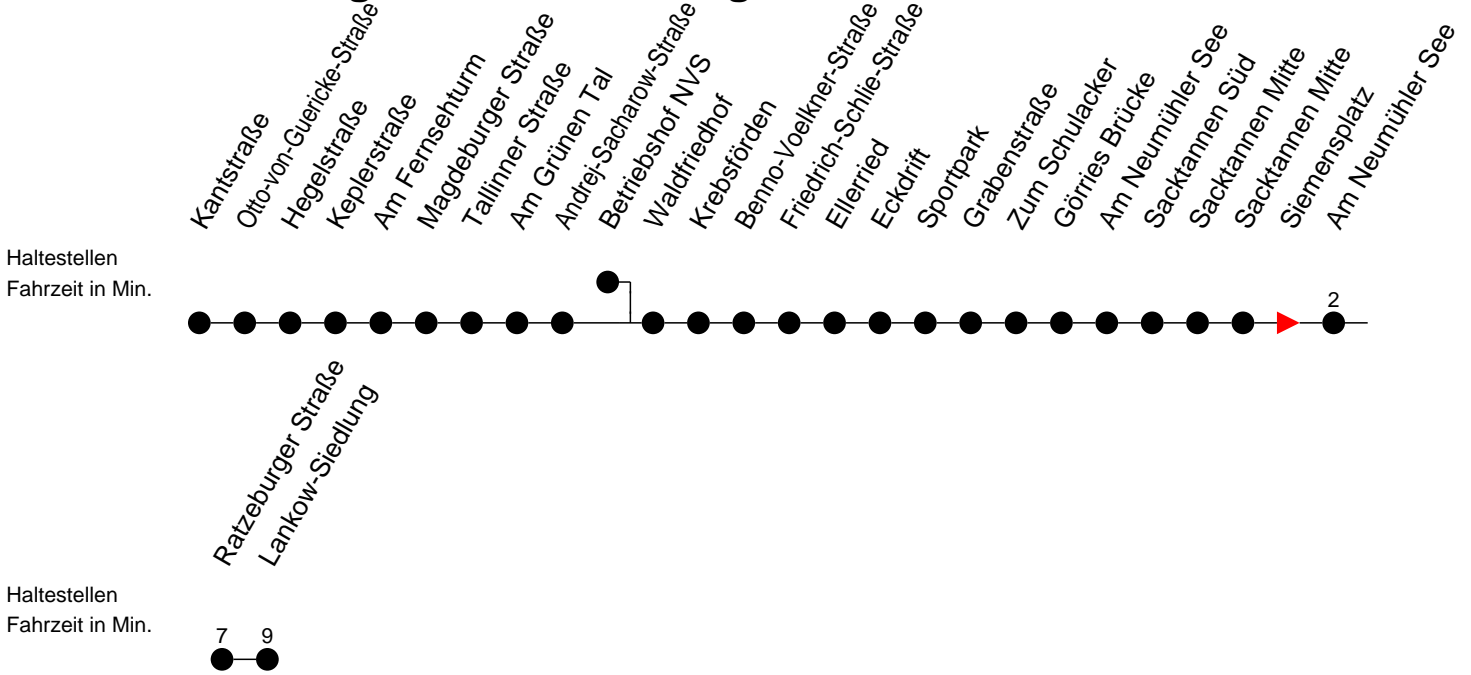 Kantstraße
Otto-von-Guericke-Straße
Hegelstraße
Keplerstraße
Am Fernsehturm
Magdeburger Straße
Tallinner Straße
Am Grünen Tal
Andrej-Sacharow-Straße
Betriebshof NVS
Waldfriedhof
Krebsförden
Benno-Voelkner-Straße
Friedrich-Schlie-Straße
Ellerried
Eckdrift
Sportpark
Grabenstraße
Zum Schulacker
Görries Brücke
Am Neumühler See
Sacktannen Süd
Sacktannen Mitte
Sacktannen Mitte
Siemensplatz
Am Neumühler See
Haltestellen
Fahrzeit in Min.
2
Ratzeburger Straße
Lankow-Siedlung
Haltestellen
Fahrzeit in Min.
7 9